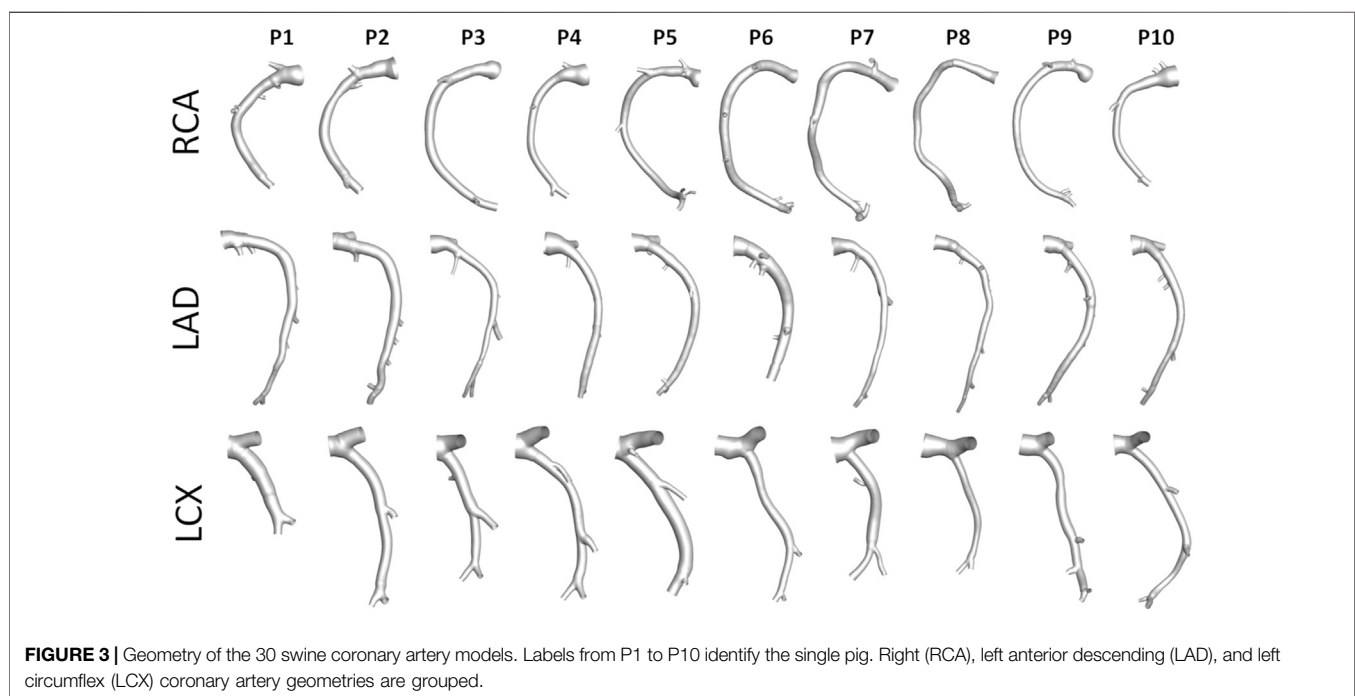 P1 P2 P3 P4 P5 P6 P7 P8 P9 P10
RCA
LAD
LCX
FIGURE 3 | Geometry of the 30 swine coronary artery models. Labels from P1 to P10 identify the single pig. Right (RCA), left anterior descending (LAD), and left
circumflex (LCX) coronary artery geometries are grouped.